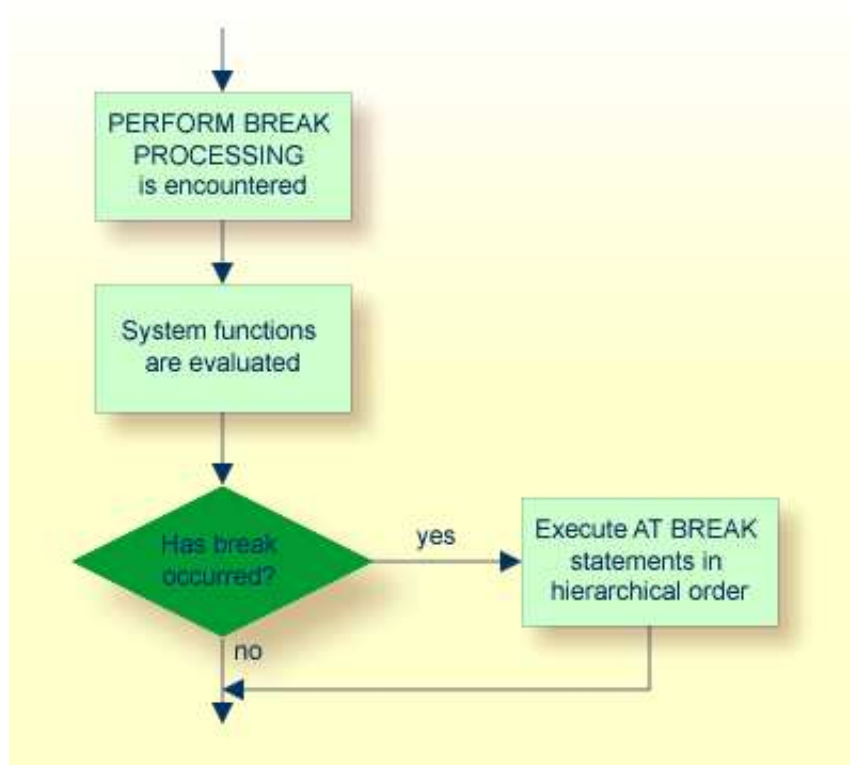 PERFORM BREAK
PROCESSING
is encountered
System functions
are evaluated
Has break
occurred?
yes
Execute AT BREAK
statements in
hierarchical order
no